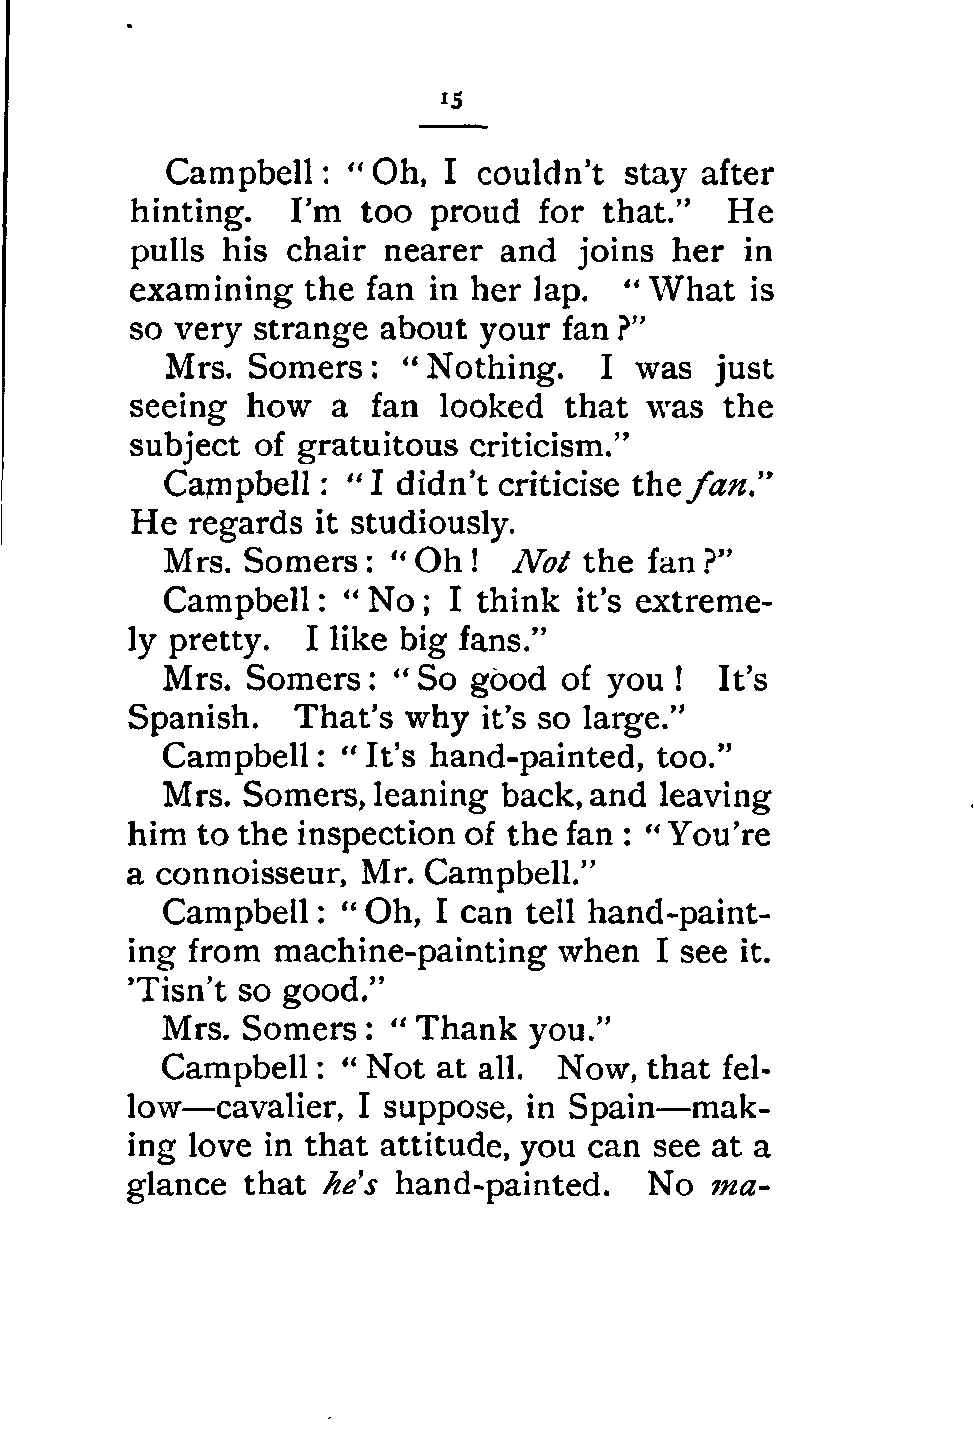 15
Campbell: "Oh, I couldn't stay after
hinting. I'm too proud for that." He
pulls his chair nearer and joins her in
examining the fan in her lap. "What is
so very strange about your fan?"
Mrs. Somers: "Nothing. I was just
seeing how a fan looked that was the
subject of gratuitous criticism."
Campbell: "I didn't criticise the fan."
He regards it studiously.
Mrs. Somers: "Oh! Not the fan?"
Campbell: "No; I think it's extreme-
ly pretty. I like big fans."
Mrs. Somers: "So good of you! It's
Spanish. That's why it's so large."
Campbell: "It's hand-painted, too."
Mrs. Somers, leaning back, and leaving
him to the inspection of the fan: "You're
a connoisseur, Mr. Campbell."
Campbell: "Oh, I can tell hand-paint-
ing from machine-painting when I see it.
'Tisn't so good."
Mrs. Somers: "Thank you."
Campbell: "Not at all. Now, that fel-
low—cavalier, I suppose, in Spain—mak-
ing love in that attitude, you can see at a
glance that he's hand-painted. No ma-